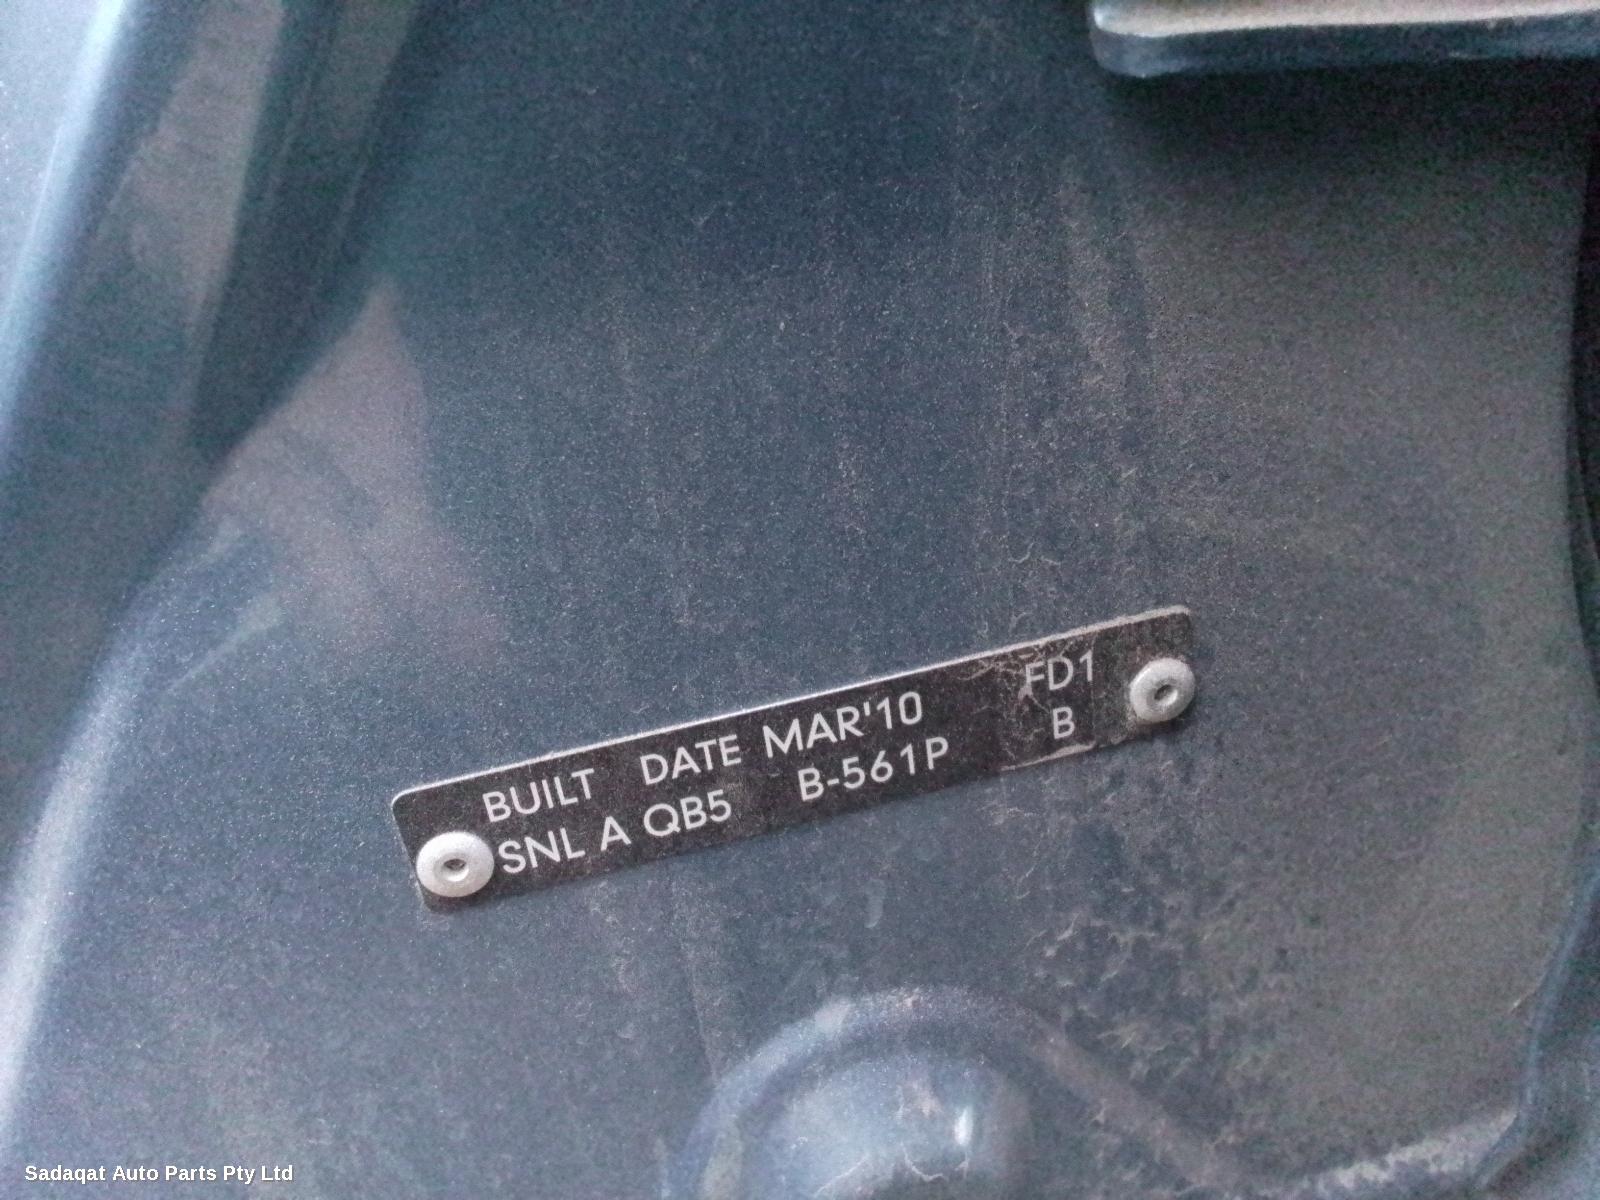 BUILT DATE MAR'10 FD1
SNL A QB5 B-561P B
Sadaqat Auto Parts Pty Ltd